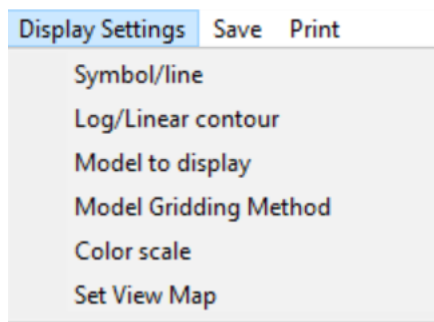 Display Settings Save Print
Symbol/line
Log/Linear contour
Model to display
Model Gridding Method
Color scale
Set View Map